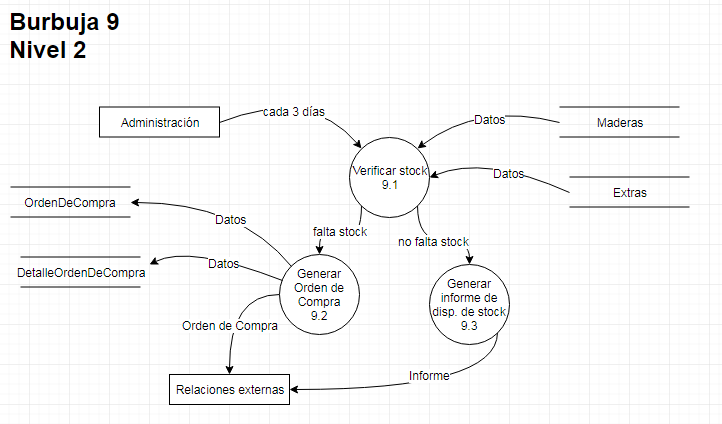 Burbuja 9
Nivel 2
cada 3 días
Administración
Datos
Maderas
Verificar stock
9.1
Datos
Extras
OrdenDeCompra
Datos
falta stock
no falta stock
Datos
DetalleOrdenDeCompra
Generar
Orden de
Compra
9.2
Generar
informe de
disp. de stock
9.3
Orden de Compra
Informe
Relaciones externas